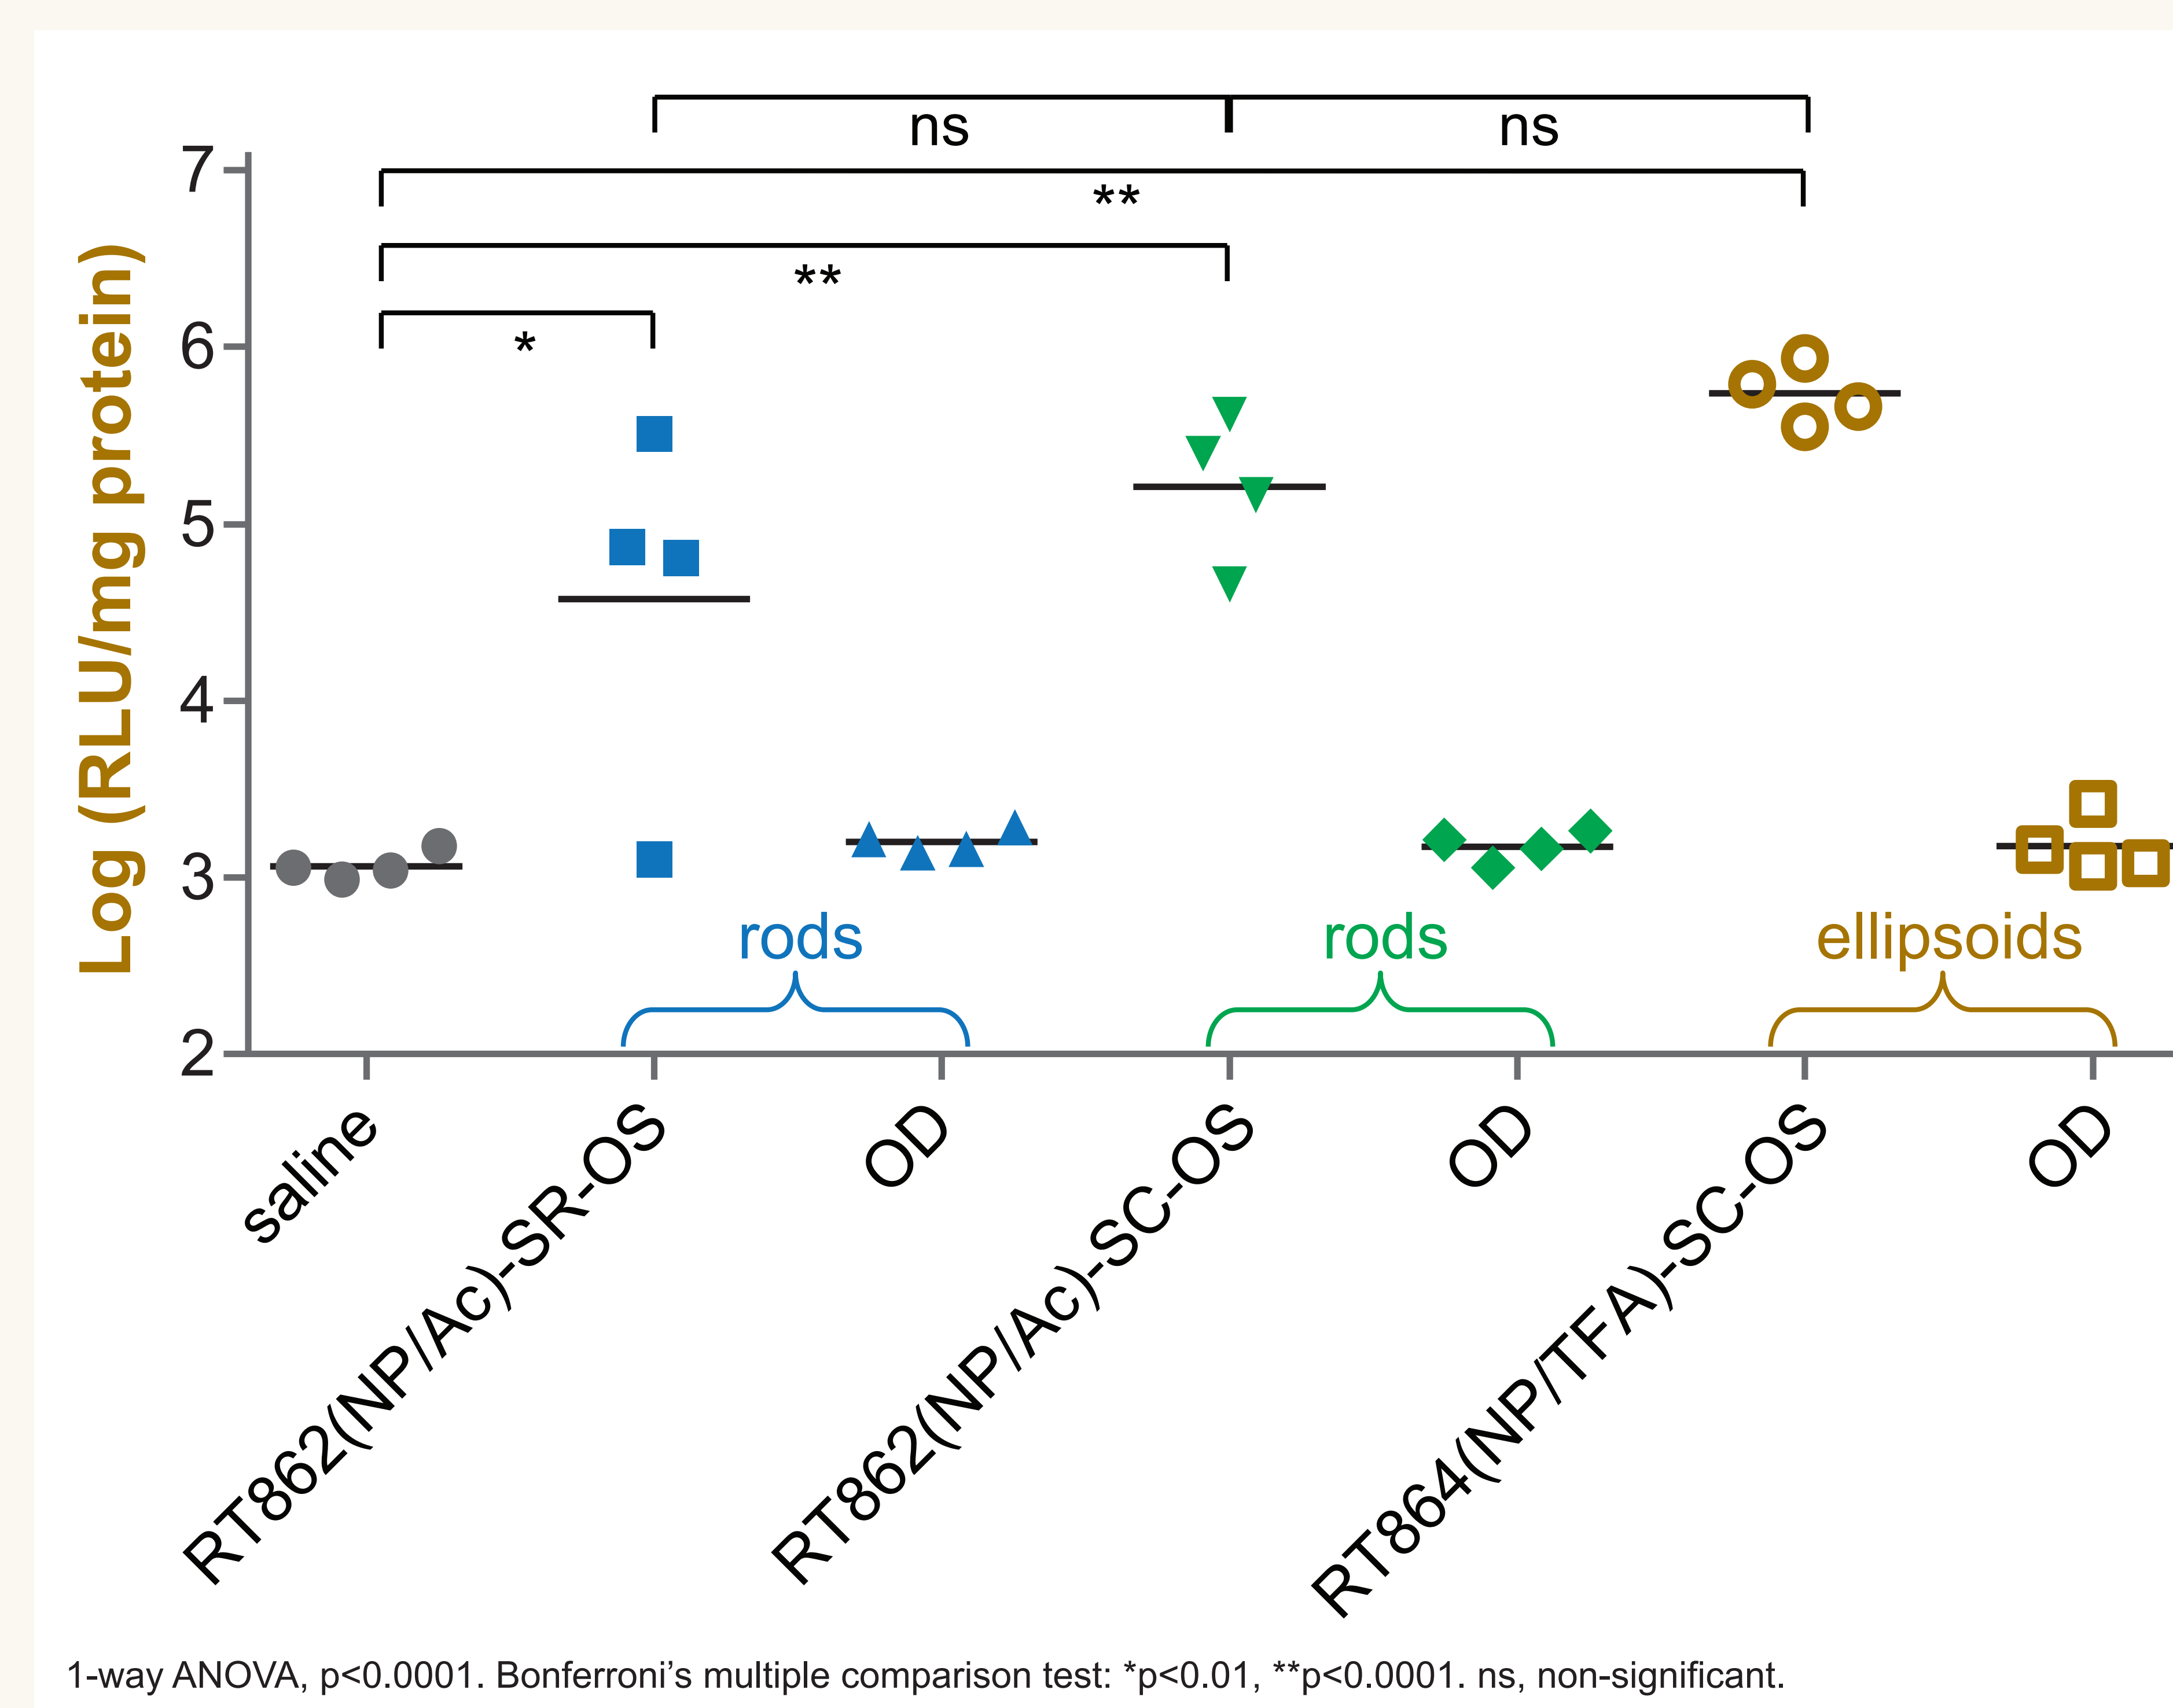 ns ns
**
**
*
Log (RLU/mg protein)
7
6
5
4
3
2
rods rods ellipsoids
saline
RT862(NP/Ac)-SR-OS
OD
RT862(NP/Ac)-SC-OS
OD
RT864(NP/TFA)-SC-OS
OD
1-way ANOVA, p<0.0001. Bonferroni’s multiple comparison test: *p<0.01, **p<0.0001. ns, non-significant.